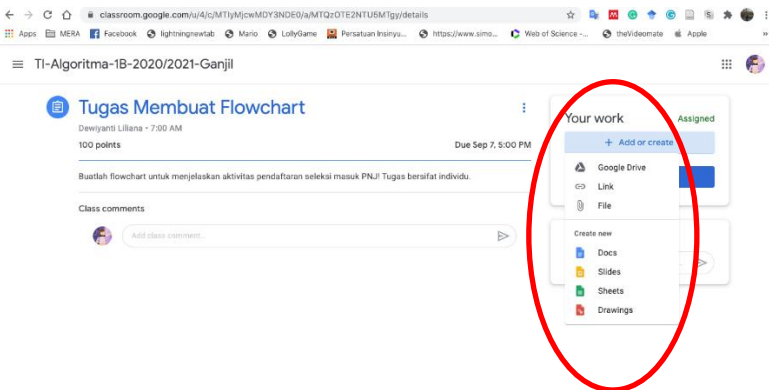 classroom.google.com/u/4/c/MTIyMjcwMDY3NDE0/a/MTQzOTE2NTU5MTgy/details
Apps MERA Facebook lightningnewtab Mario LollyGame Persatuan Insinyu... https://www.simo... Web of Science -... theVideomate Apple »
TI-Algoritma-1B-2020/2021-Ganjil
Tugas Membuat Flowchart
Dewiyanti Liliana • 7:00 AM
100 points Due Sep 7, 5:00 PM
Buatlah flowchart untuk menjelaskan aktivitas pendaftaran seleksi masuk PNJ! Tugas bersifat individu.
Class comments
Add class comment...
Your work Assigned
+ Add or create
Google Drive
Link
File
Create new
Docs
Slides
Sheets
Drawings